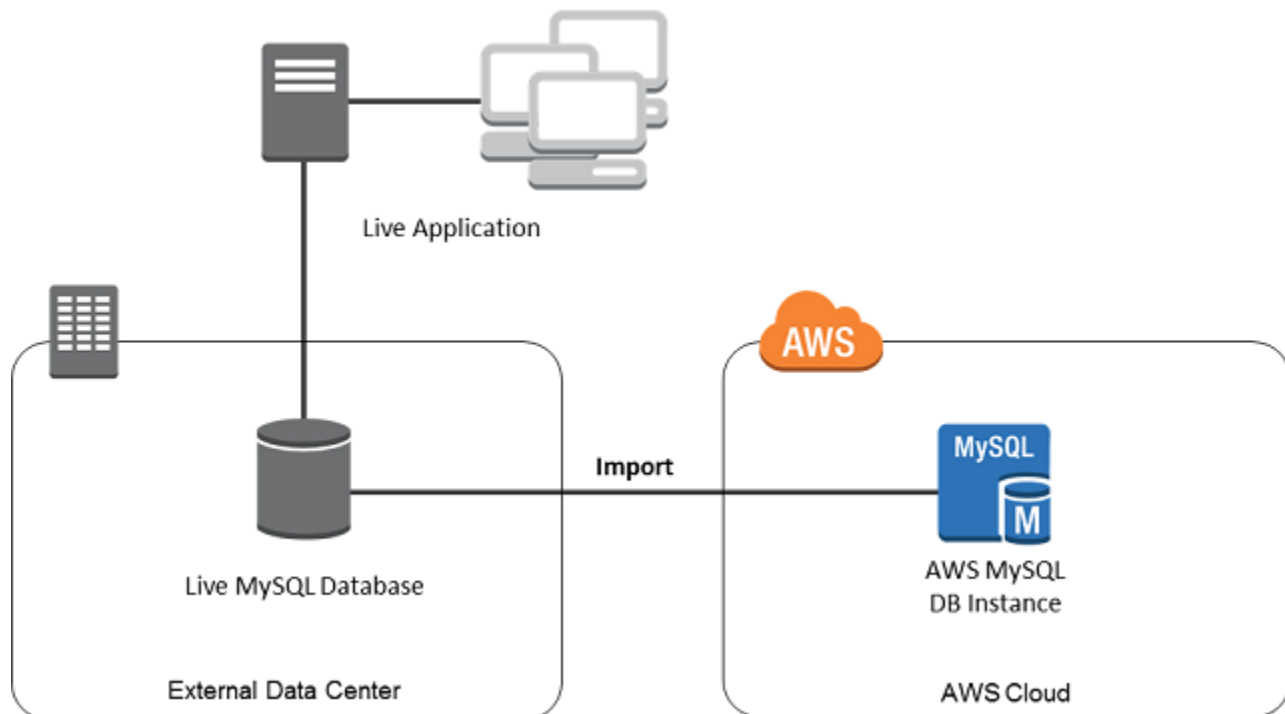 Live Application
AWS
Import
MySQL
M
Live MySQL Database
AWS MySQL
DB Instance
External Data Center
AWS Cloud